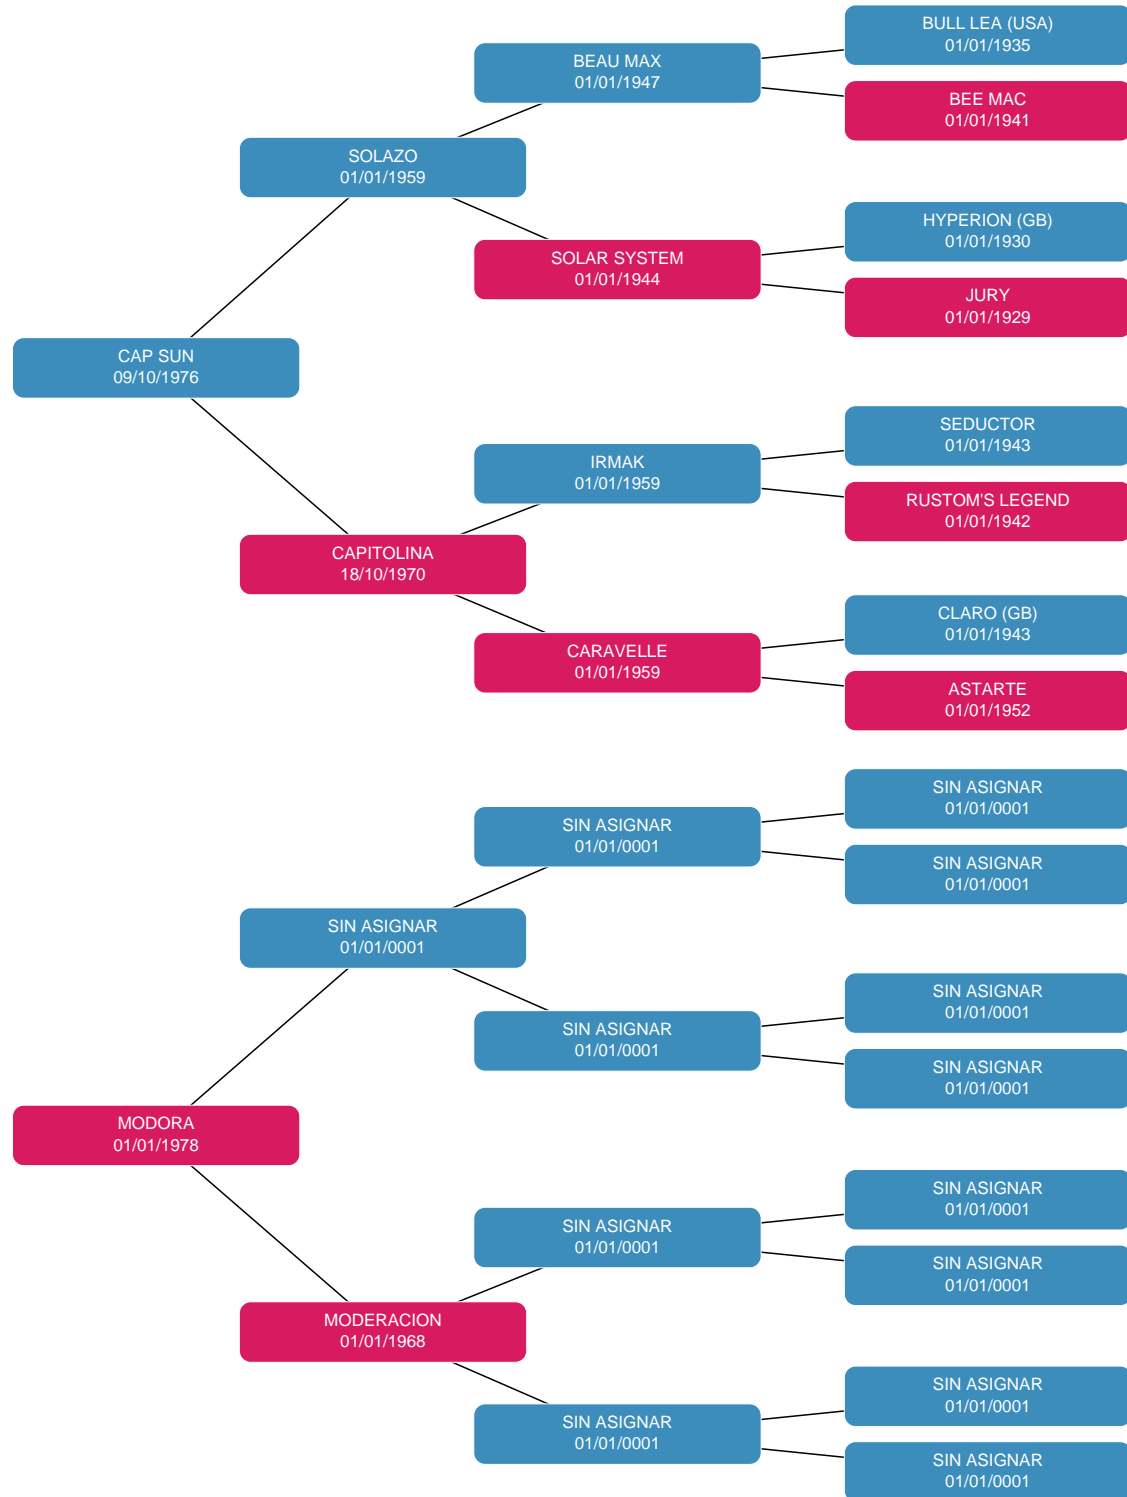 BULL LEA (USA)
01/01/1935
BEAU MAX
01/01/1947
BEE MAC
01/01/1941
SOLAZO
01/01/1959
HYPERION (GB)
01/01/1930
SOLAR SYSTEM
01/01/1944
JURY
01/01/1929
CAP SUN
09/10/1976
SEDUCTOR
01/01/1943
IRMAK
01/01/1959
RUSTOM'S LEGEND
01/01/1942
CAPITOLINA
18/10/1970
CLARO (GB)
01/01/1943
CARAVELLE
01/01/1959
ASTARTE
01/01/1952
SIN ASIGNAR
01/01/0001
SIN ASIGNAR
01/01/0001
SIN ASIGNAR
01/01/0001
SIN ASIGNAR
01/01/0001
SIN ASIGNAR
01/01/0001
SIN ASIGNAR
01/01/0001
SIN ASIGNAR
01/01/0001
MODORA
01/01/1978
SIN ASIGNAR
01/01/0001
SIN ASIGNAR
01/01/0001
SIN ASIGNAR
01/01/0001
MODERACION
01/01/1968
SIN ASIGNAR
01/01/0001
SIN ASIGNAR
01/01/0001
SIN ASIGNAR
01/01/0001